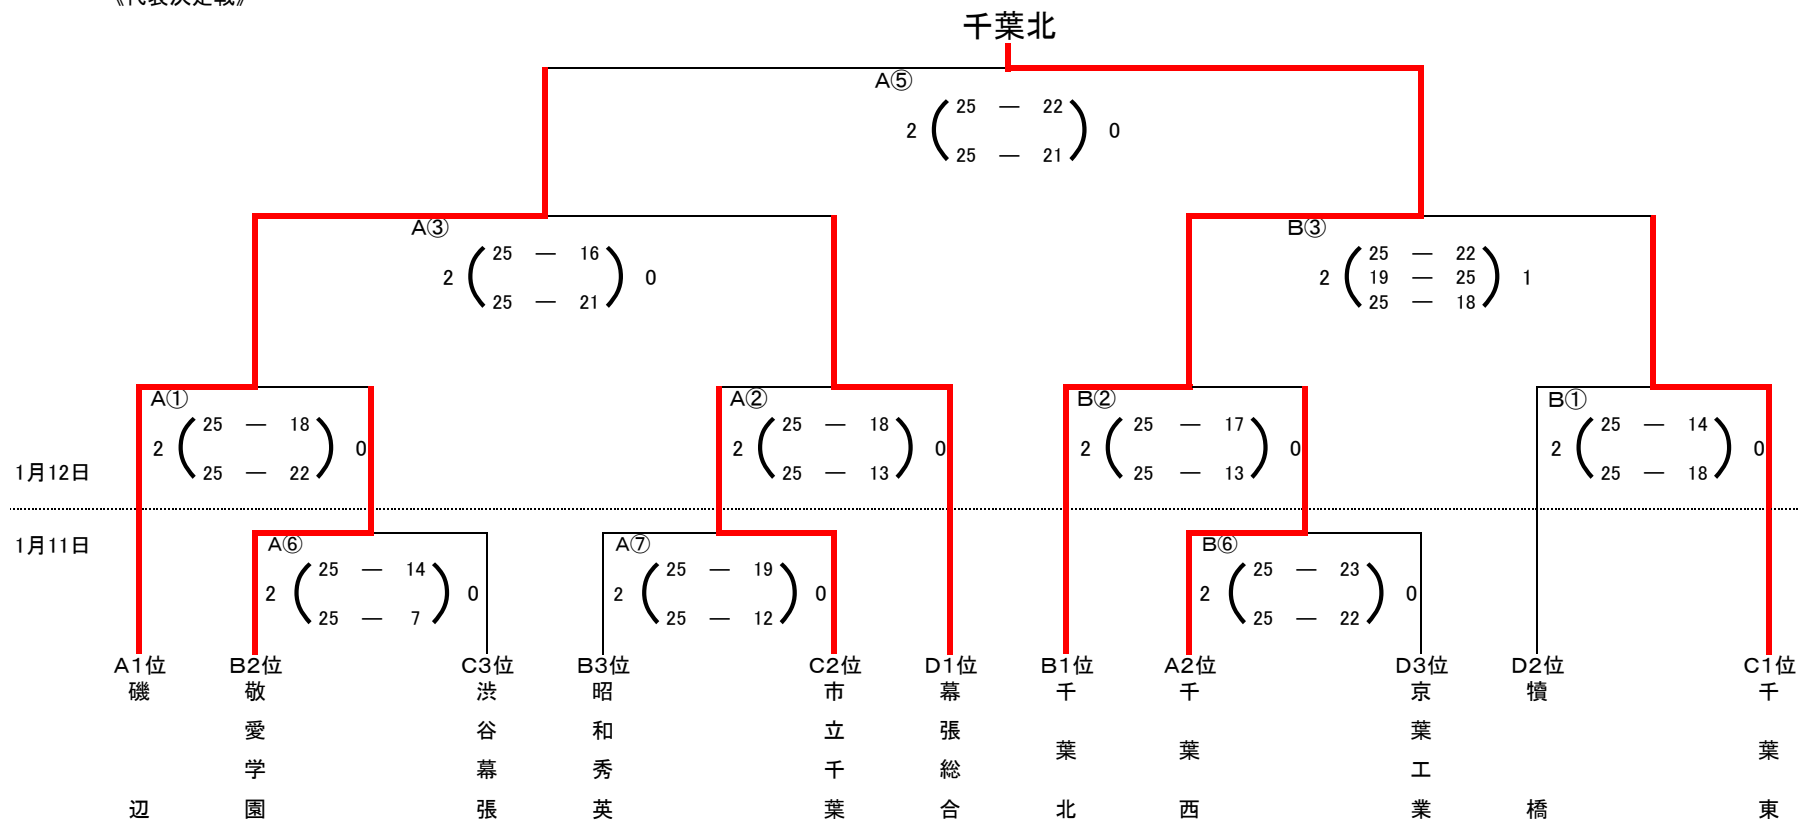 《代表決定戦》
千葉北
A⑤
25 ― 22
2 ( ) 0
25 ― 21
A③
25 ― 16
2 ( ) 0
25 ― 21
B③
25 ― 22
2 ( 19 ― 25 ) 1
25 ― 18
A①
25 ― 18
2 ( ) 0
25 ― 22
A②
25 ― 18
2 ( ) 0
25 ― 13
B②
25 ― 17
2 ( ) 0
25 ― 13
B①
25 ― 14
2 ( ) 0
25 ― 18
1月12日
1月11日
A⑥
25 ― 14
2 ( ) 0
25 ― 7
A⑦
25 ― 19
2 ( ) 0
25 ― 12
B⑥
25 ― 23
2 ( ) 0
25 ― 22
A1位
磯辺
B2位
敬愛学園
C3位
渋谷幕張
B3位
昭和秀英
C2位
市立千葉
D1位
幕張総合
B1位
千葉北
A2位
千葉西
D3位
京葉工業
D2位
犢橋
C1位
千葉東